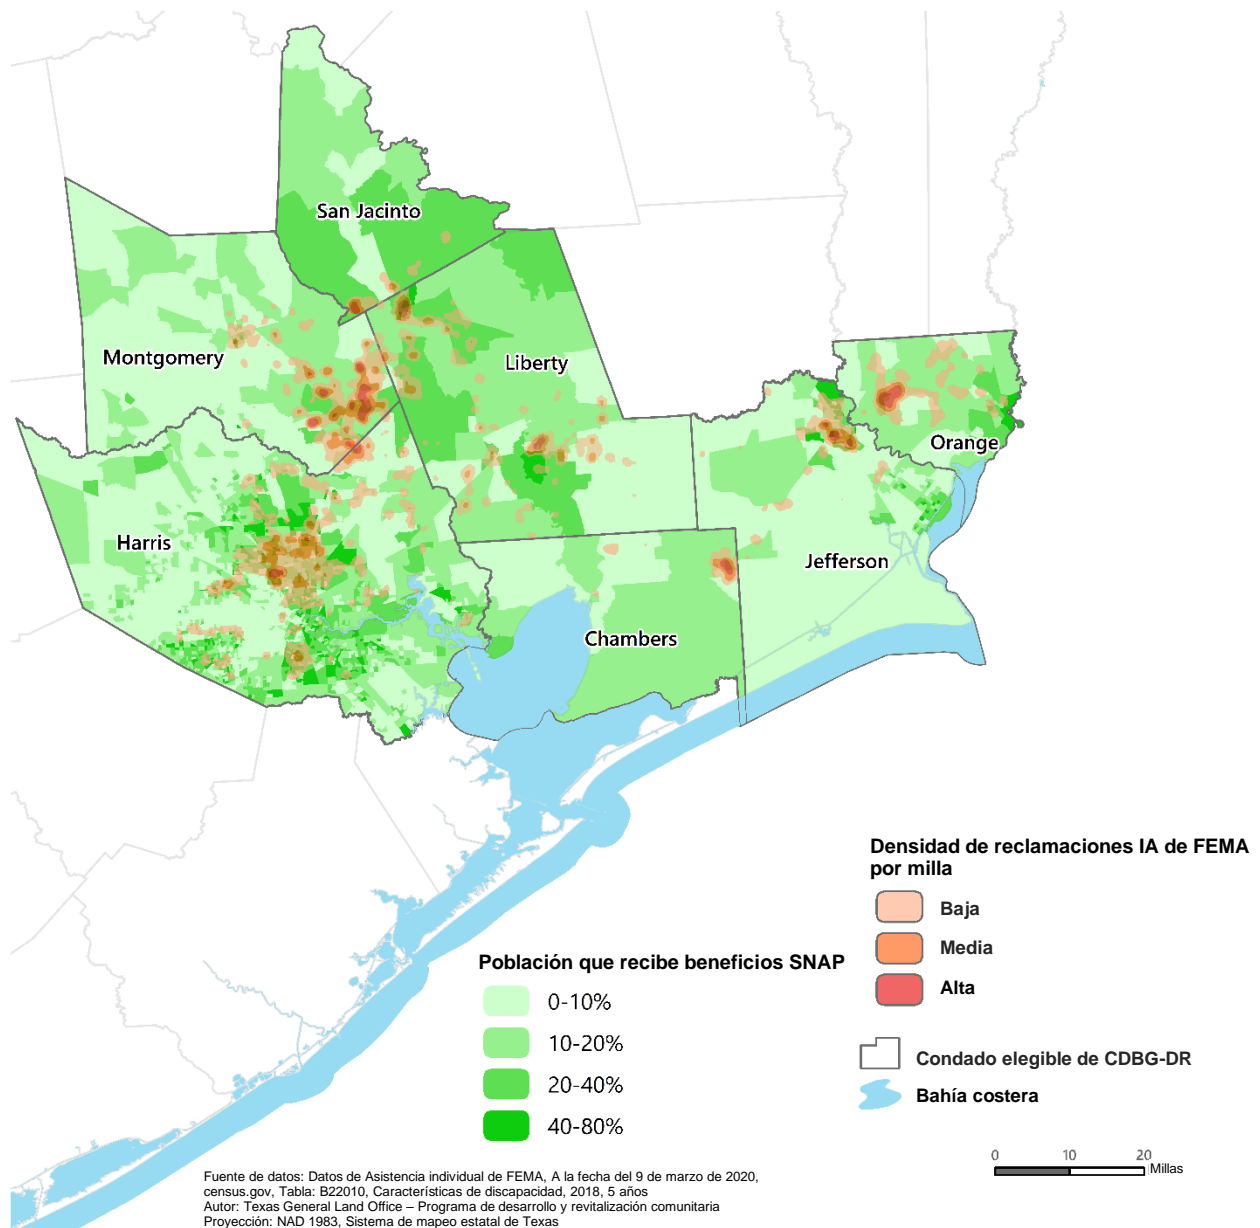 San Jacinto
Montgomery
Liberty
Orange
Harris
Jefferson
Chambers
Densidad de reclamaciones IA de FEMA
por milla
Baja
Media
Alta
Población que recibe beneficios SNAP
0-10%
10-20%
20-40%
40-80%
Condado elegible de CDBG-DR
Bahía costera
0 10 20
Millas
Fuente de datos: Datos de Asistencia individual de FEMA, A la fecha del 9 de marzo de 2020,
census.gov, Tabla: B22010, Características de discapacidad, 2018, 5 años
Autor: Texas General Land Office – Programa de desarrollo y revitalización comunitaria
Proyección: NAD 1983, Sistema de mapeo estatal de Texas